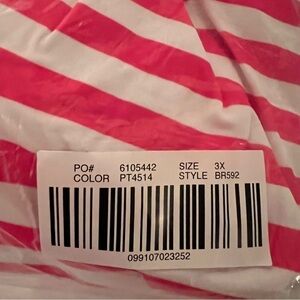 PO# 6105442 SIZE 3X
COLOR PT4514 STYLE BR592
099107023252